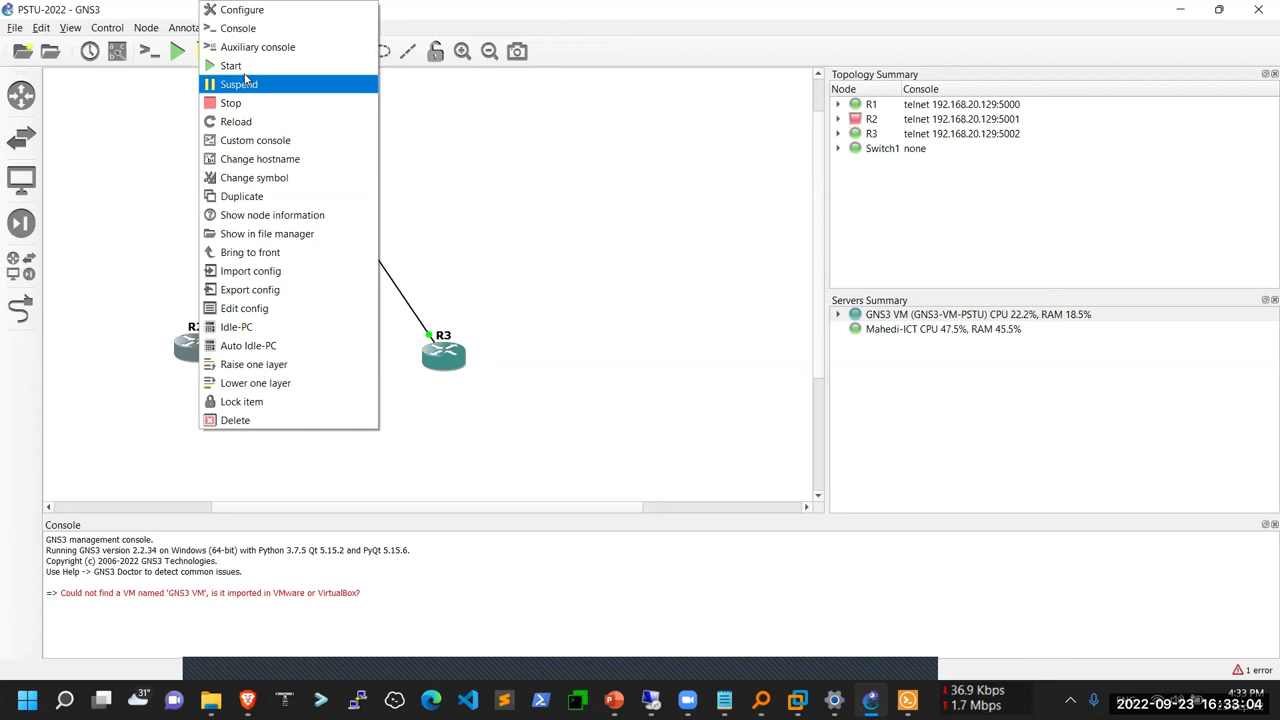 PSTU-2022 - GNS3
File Edit View Control Node Annota
Configure
Console
Auxiliary console
Start
Suspend
Stop
Reload
Custom console
Change hostname
Change symbol
Duplicate
Show node information
Show in file manager
Bring to front
Import config
Export config
Edit config
Idle-PC
Auto Idle-PC
Raise one layer
Lower one layer
Lock item
Delete
R3
Topology Summary
Node Console
R1 telnet 192.168.20.129:5000
R2 telnet 192.168.20.129:5001
R3 telnet 192.168.20.129:5002
Switch1 none
Servers Summary
GNS3 VM (GNS3-VM-PSTU) CPU 22.2%, RAM 18.5%
Mahedi-ICT CPU 47.5%, RAM 45.5%
Console
GNS3 management console.
Running GNS3 version 2.2.34 on Windows (64-bit) with Python 3.7.5 Qt 5.15.2 and PyQt 5.15.6.
Copyright (c) 2006-2022 GNS3 Technologies.
Use Help -> GNS3 Doctor to detect common issues.
=> Could not find a VM named 'GNS3 VM', is it imported in VMware or VirtualBox?
1 error
31°
36.9 Kbps
1.7 Mbps
4:33 PM
2022-09-23 16:33:04